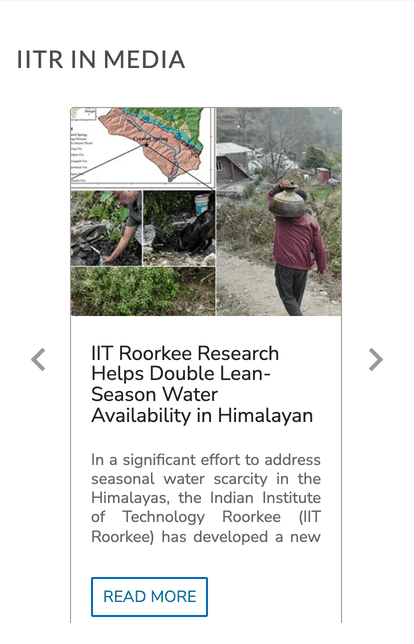 IITR IN MEDIA
IIT Roorkee Research
Helps Double Lean-
Season Water
Availability in Himalayan
In a significant effort to address
seasonal water scarcity in the
Himalayas, the Indian Institute
of Technology Roorkee (IIT
Roorkee) has developed a new
READ MORE